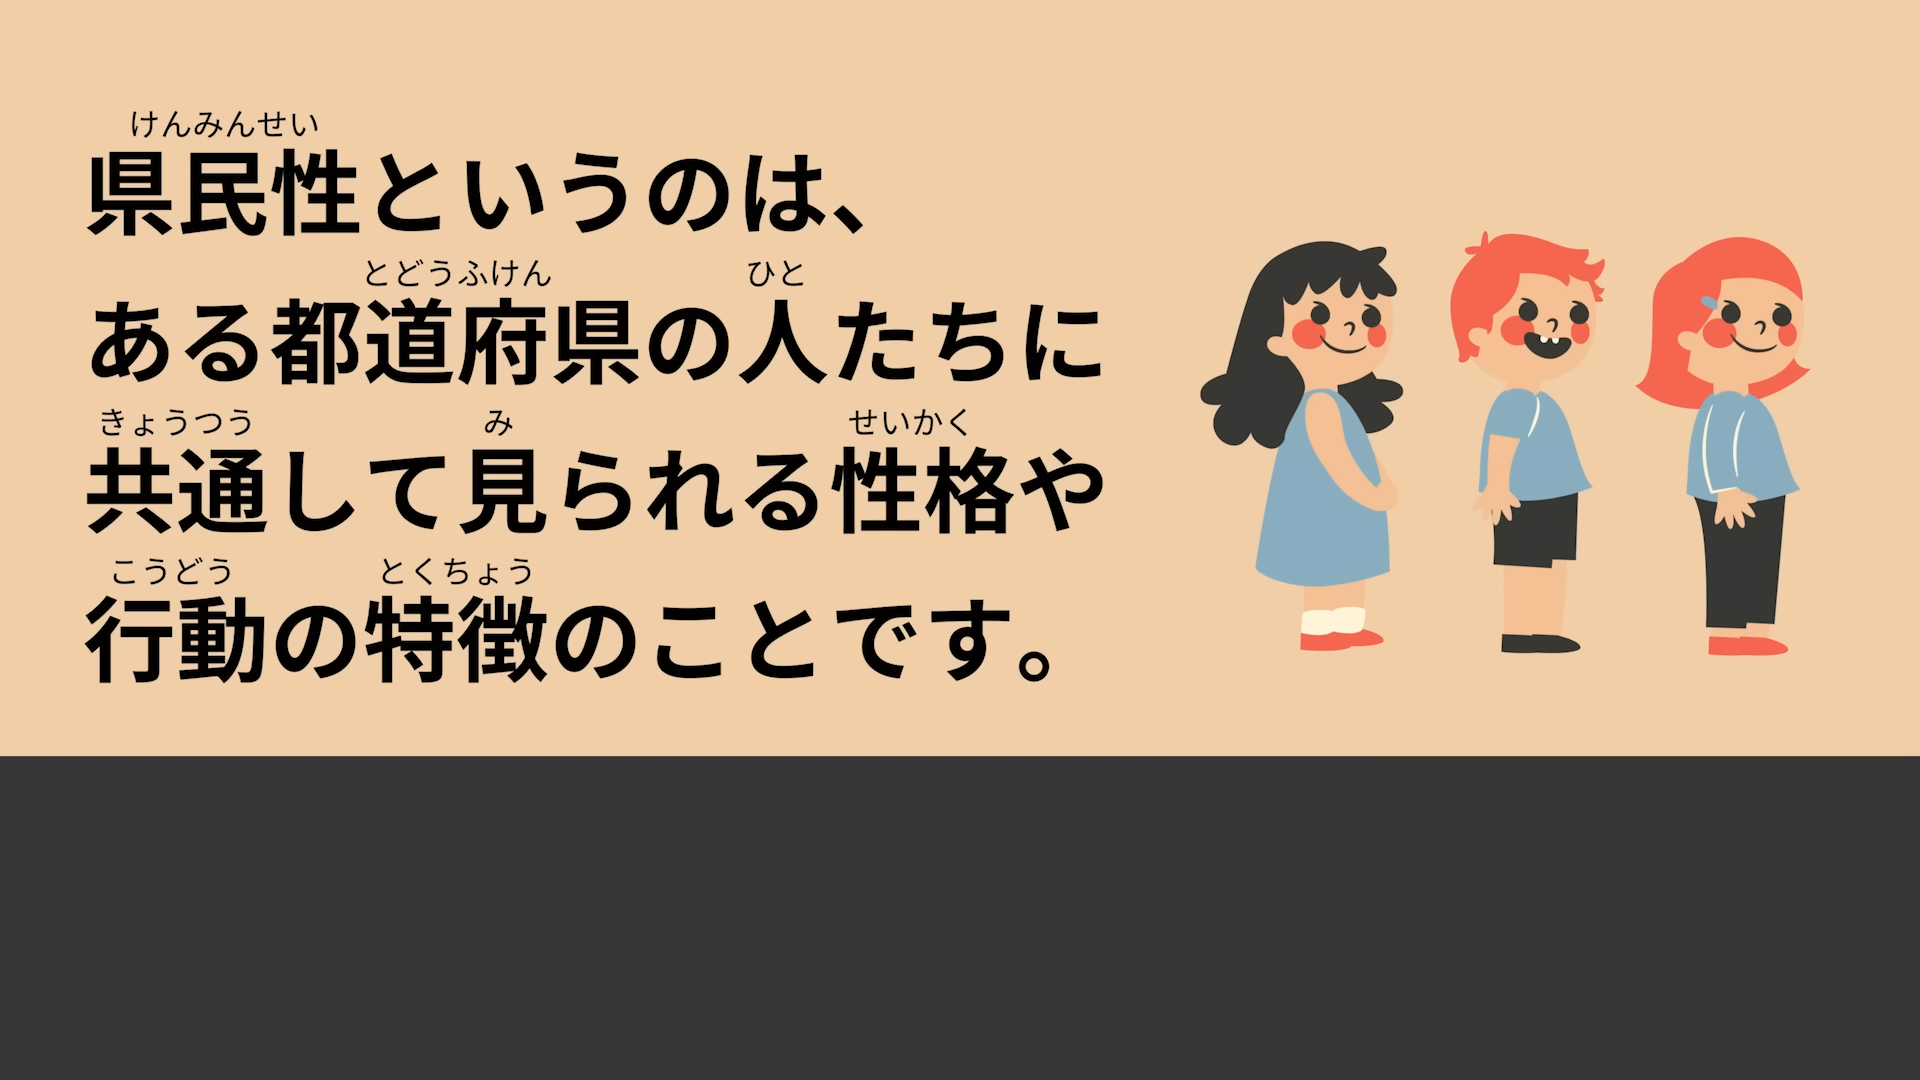 けんみんせい
県民性というのは、
とどうふけん ひと
ある都道府県の人たちに
きょうつう み せいかく
共通して見られる性格や
こうどう とくちょう
行動の特徴のことです。